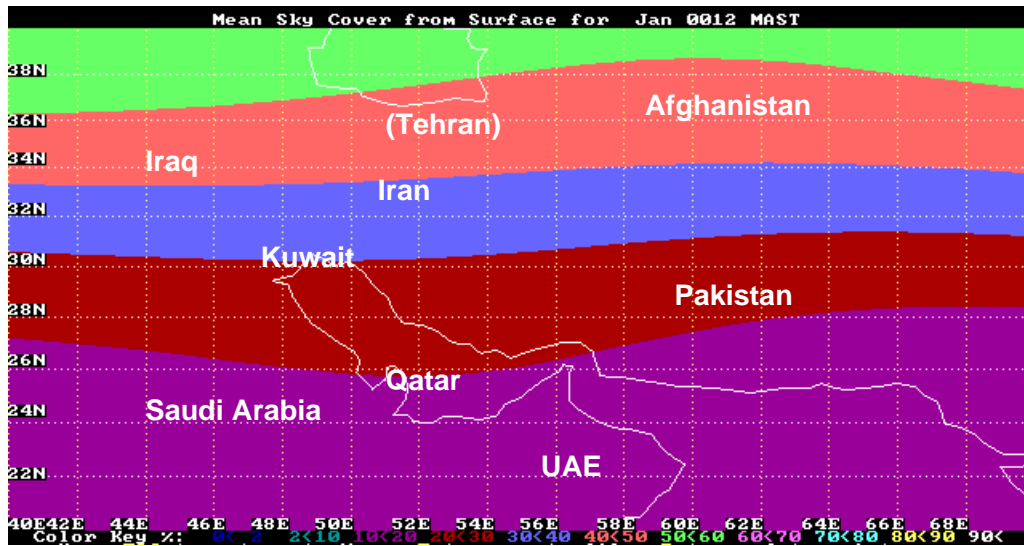 Mean Sky Cover from Surface for Jan 0012 MAST
38N
Afghanistan
36N
(Tehran)
34N
Iraq
Iran
32N
30N
Kuwait
Pakistan
28N
26N
Qatar
24N
Saudi Arabia
UAE
22N
40E 42E 44E 46E 48E 50E 52E 54E 56E 58E 60E 62E 64E 66E 68E
Color Key %: 0< 2 2<10 10<20 20<30 30<40 40<50 50<60 60<70 70<80 80<90 90<